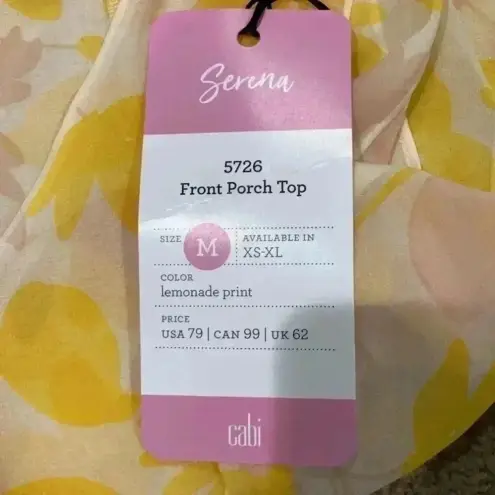 Serena
5726
Front Porch Top
SIZE M AVAILABLE IN
XS-XL
COLOR
lemonade print
PRICE
USA 79 | CAN 99 | UK 62
cabi